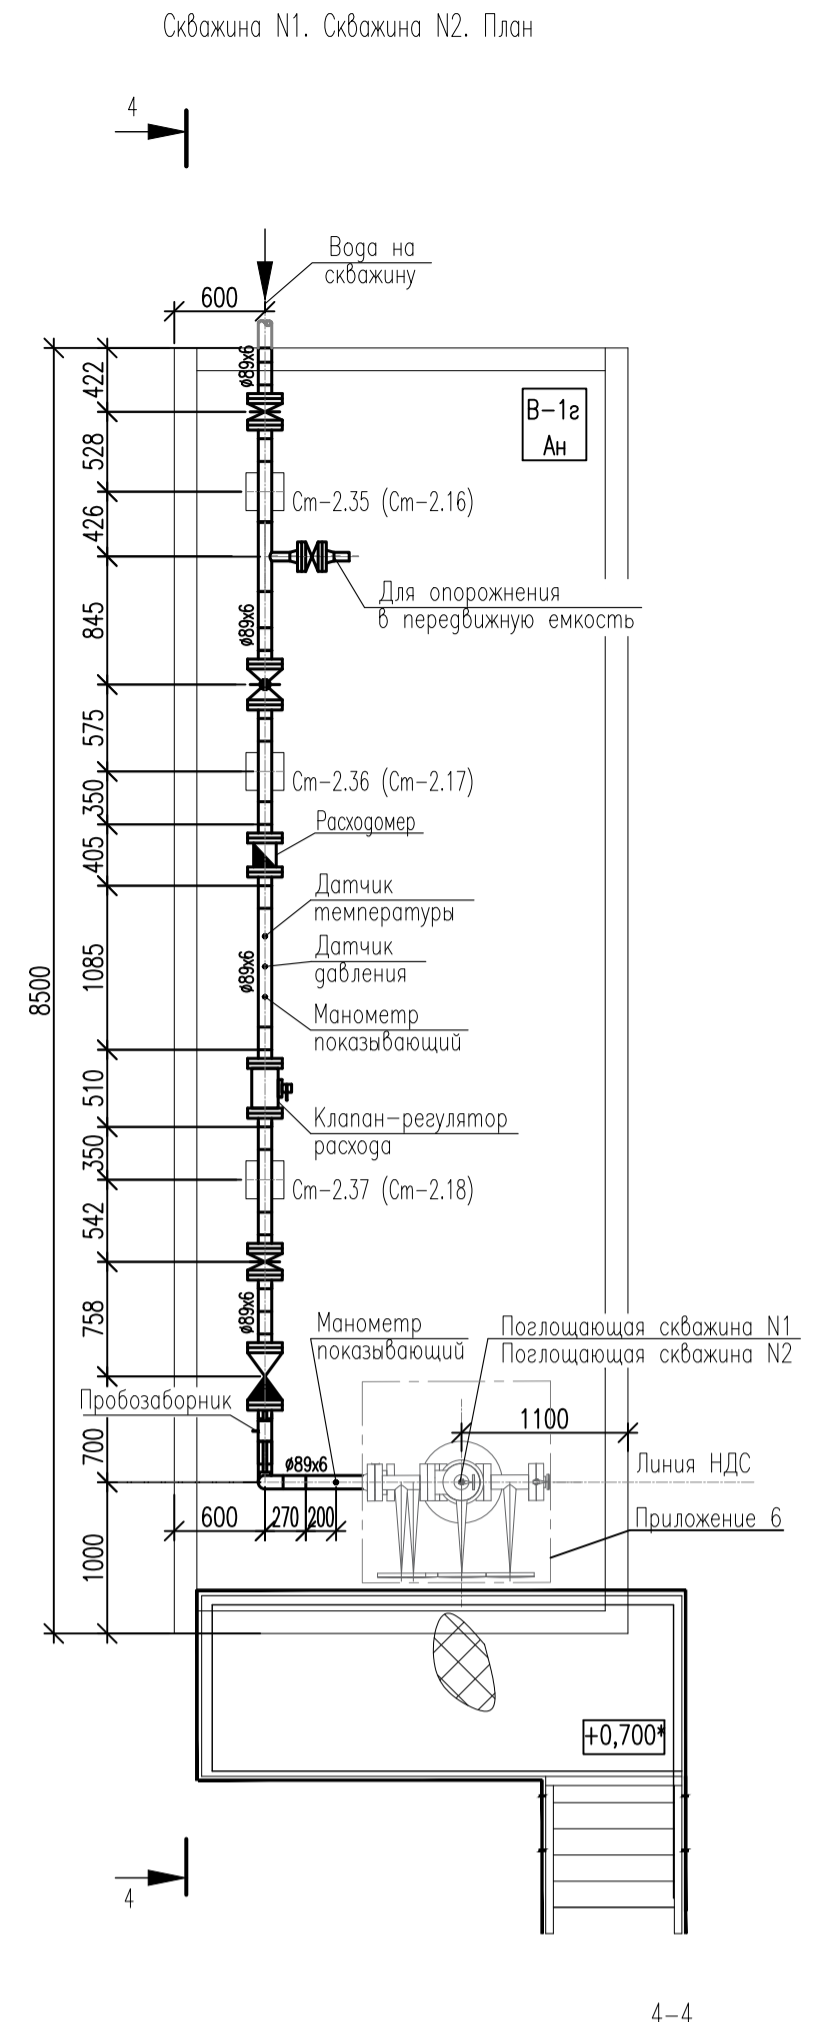 Скважина N1. Скважина N2. План
4
Вода на
скважину
600
ø89x6
422
В-1г
Ан
528
Ст-2.35 (Ст-2.16)
426
Для опорожнения
в передвижную емкость
845
ø89x6
575
Ст-2.36 (Ст-2.17)
350
Расходомер
405
Датчик
температуры
Датчик
давления
8500
1085
ø89x6
Манометр
показывающий
510
Клапан-регулятор
расхода
350
Ст-2.37 (Ст-2.18)
542
758
ø89x6
Манометр
показывающий
Поглощающая скважина N1
Поглощающая скважина N2
Пробозаборник
1100
700
ø89x6
Линия НДС
600
270
200
Приложение 6
1000
+0,700*
4
4-4